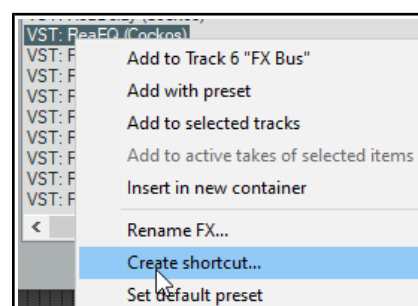 VST: ReaEQ (Cockos)
VST: F
VST: F
VST: F
VST: F
VST: F
VST: F
VST: F
VST: F
Add to Track 6 "FX Bus"
Add with preset
Add to selected tracks
Add to active takes of selected items
Insert in new container
Rename FX...
Create shortcut...
Set default preset